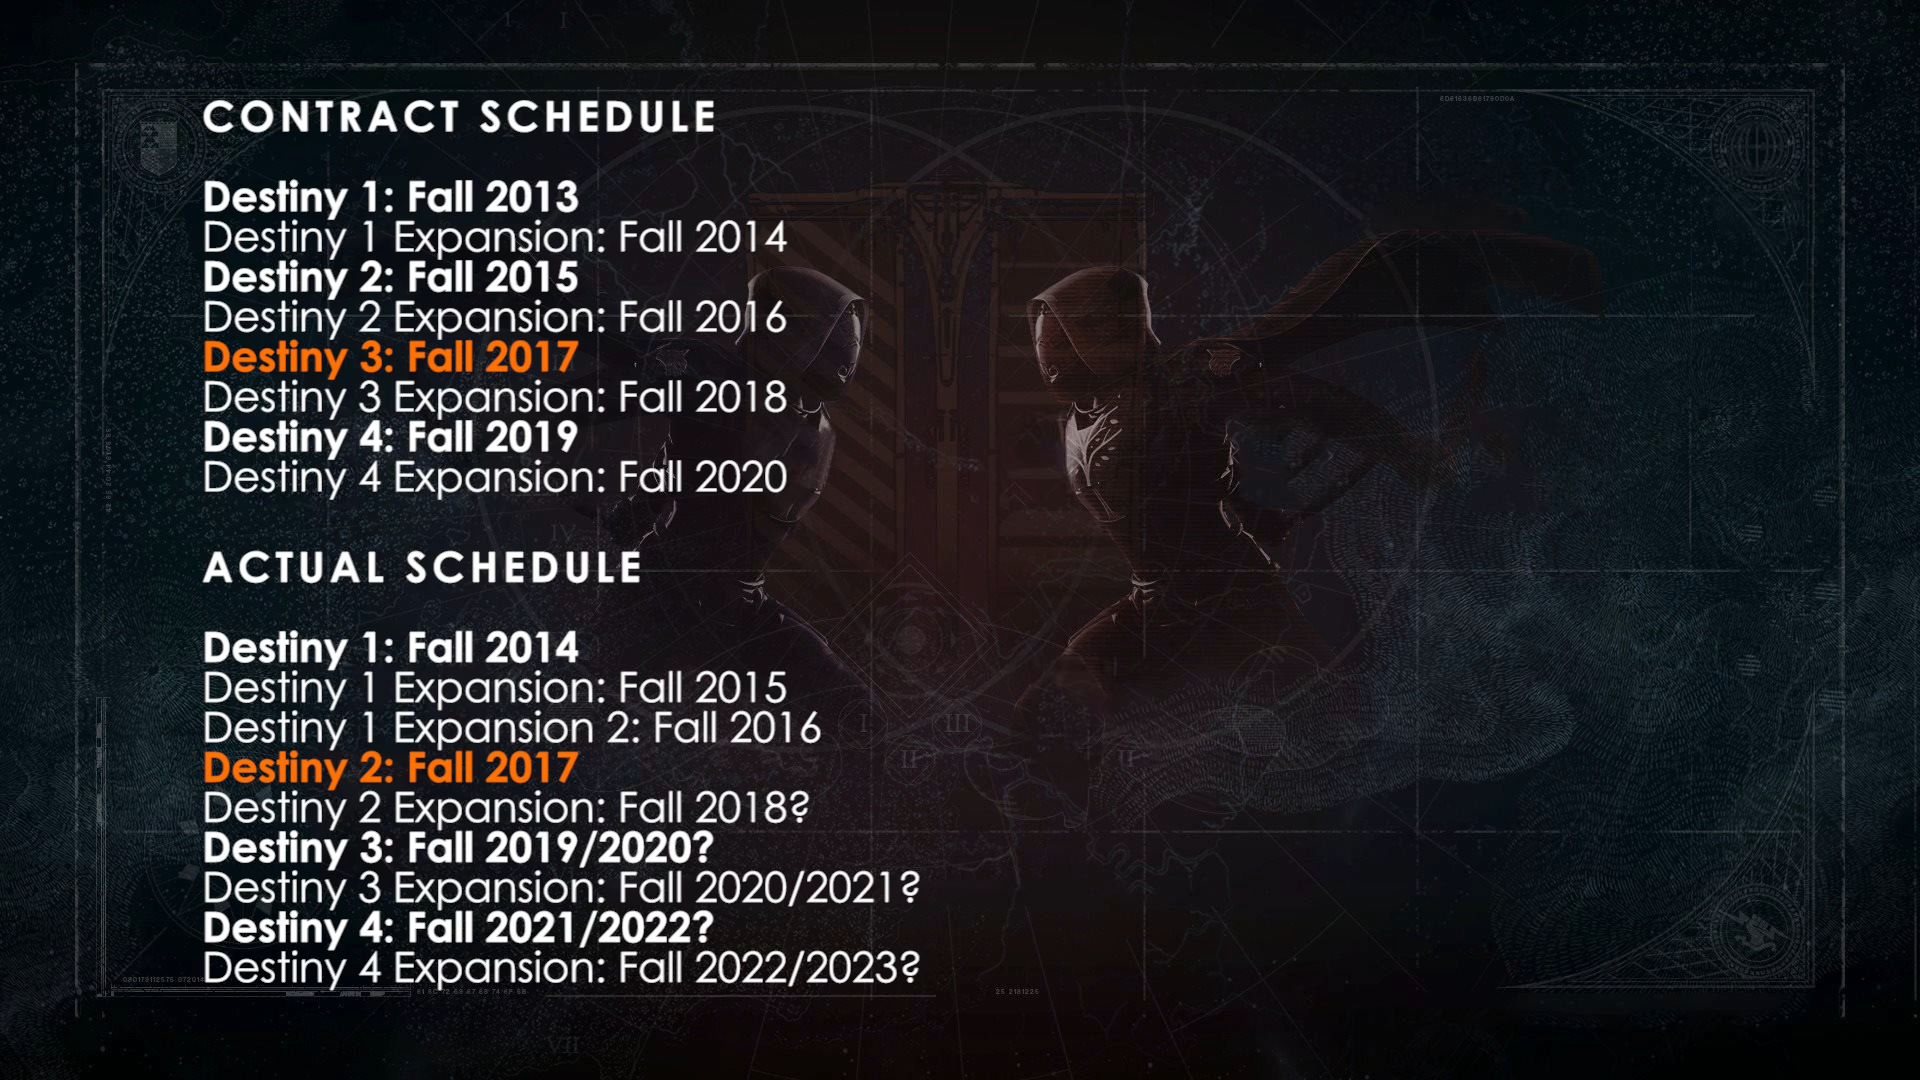 CONTRACT SCHEDULE
Destiny 1: Fall 2013
Destiny 1 Expansion: Fall 2014
Destiny 2: Fall 2015
Destiny 2 Expansion: Fall 2016
Destiny 3: Fall 2017
Destiny 3 Expansion: Fall 2018
Destiny 4: Fall 2019
Destiny 4 Expansion: Fall 2020
ACTUAL SCHEDULE
Destiny 1: Fall 2014
Destiny 1 Expansion: Fall 2015
Destiny 1 Expansion 2: Fall 2016
Destiny 2: Fall 2017
Destiny 2 Expansion: Fall 2018?
Destiny 3: Fall 2019/2020?
Destiny 3 Expansion: Fall 2020/2021?
Destiny 4: Fall 2021/2022?
Destiny 4 Expansion: Fall 2022/2023?